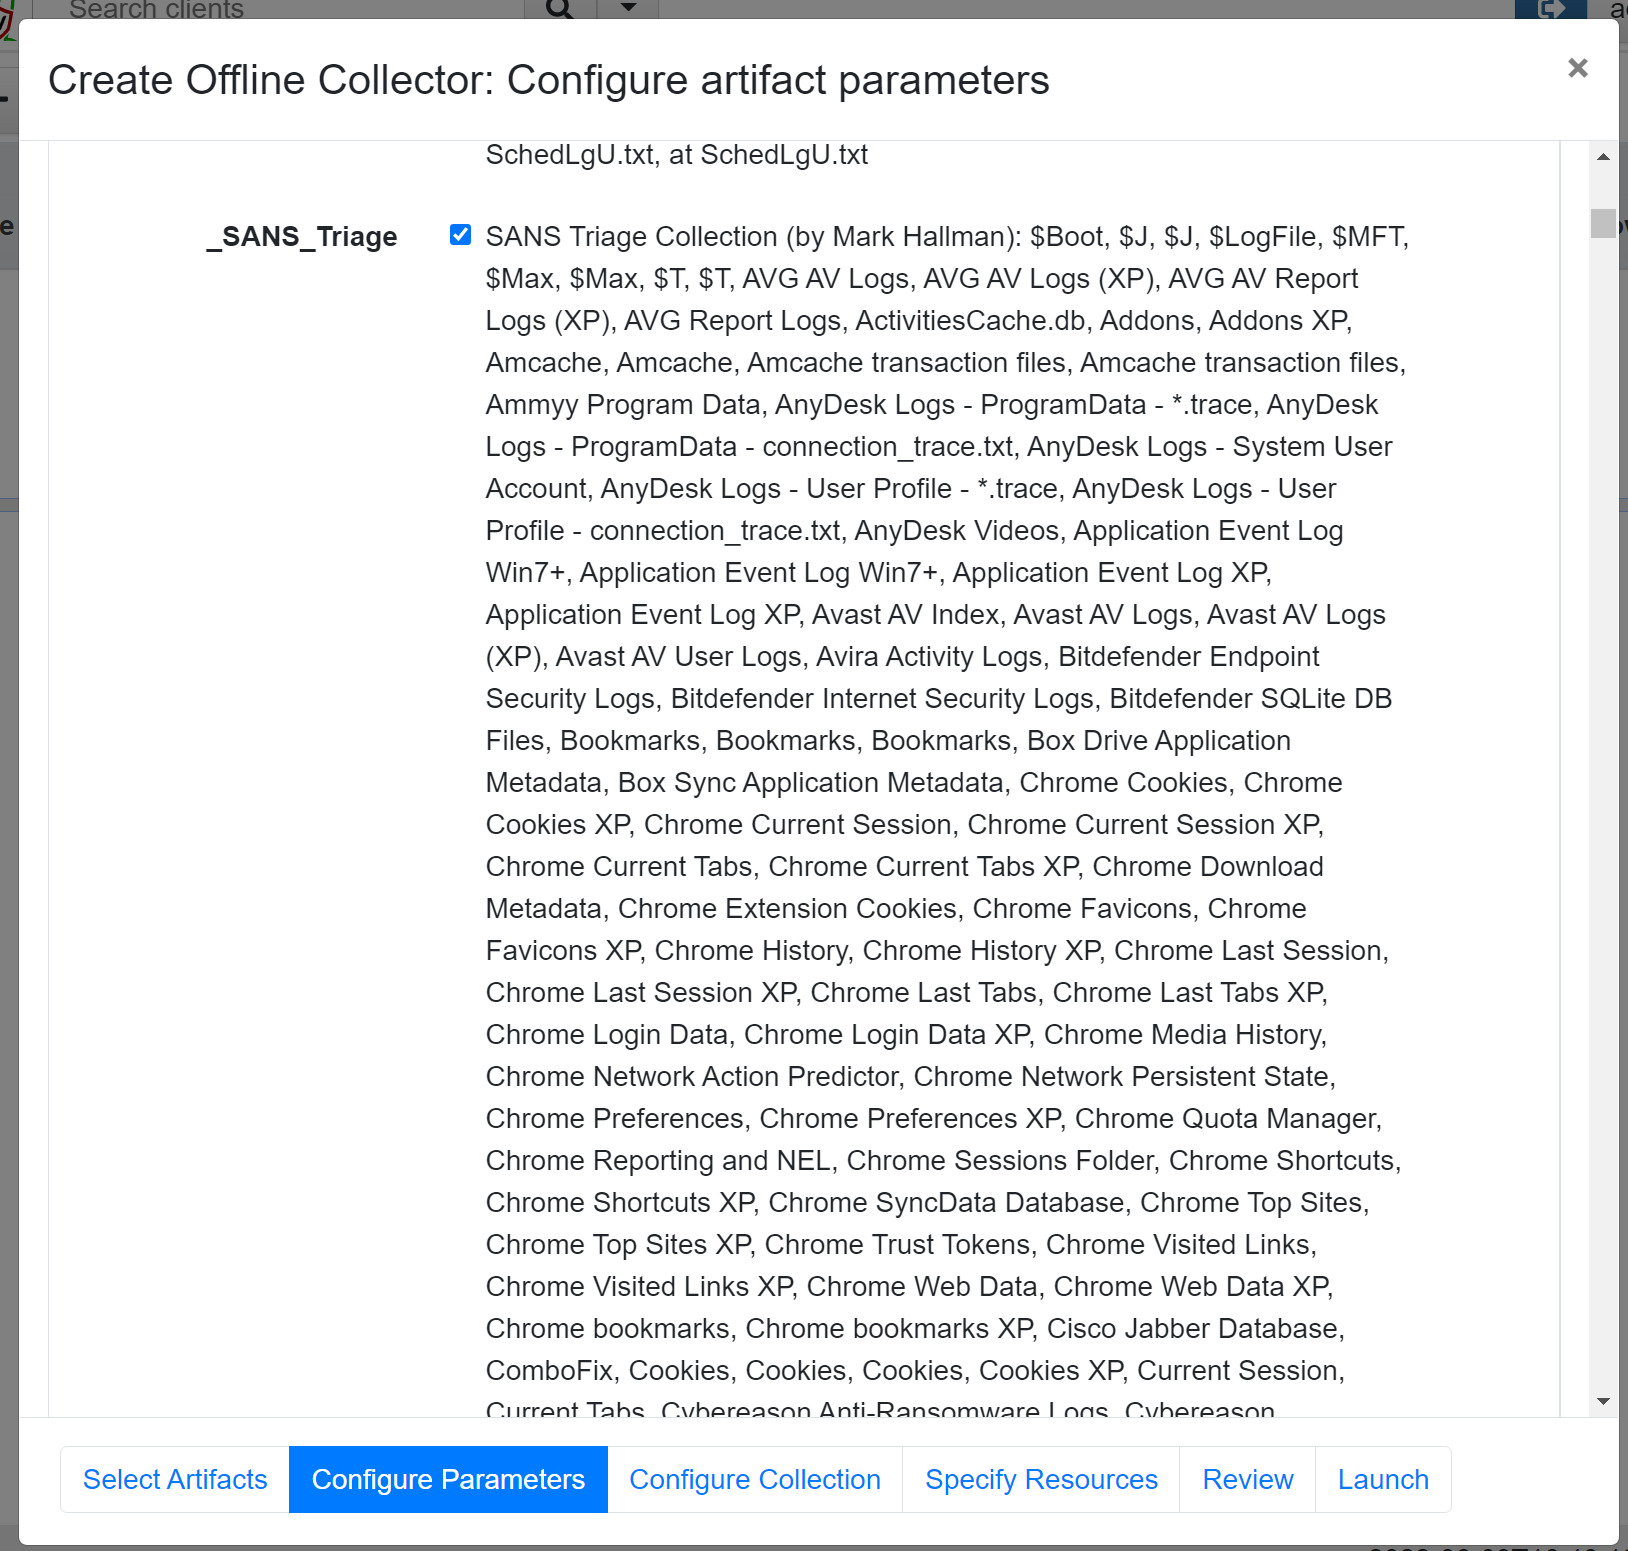 Search clients
Create Offline Collector: Configure artifact parameters
×
SchedLgU.txt, at SchedLgU.txt
_SANS_Triage
SANS Triage Collection (by Mark Hallman): $Boot, $J, $J, $LogFile, $MFT,
$Max, $Max, $T, $T, AVG AV Logs, AVG AV Logs (XP), AVG AV Report
Logs (XP), AVG Report Logs, ActivitiesCache.db, Addons, Addons XP,
Amcache, Amcache, Amcache transaction files, Amcache transaction files,
Ammyy Program Data, AnyDesk Logs - ProgramData - *.trace, AnyDesk
Logs - ProgramData - connection_trace.txt, AnyDesk Logs - System User
Account, AnyDesk Logs - User Profile - *.trace, AnyDesk Logs - User
Profile - connection_trace.txt, AnyDesk Videos, Application Event Log
Win7+, Application Event Log Win7+, Application Event Log XP,
Application Event Log XP, Avast AV Index, Avast AV Logs, Avast AV Logs
(XP), Avast AV User Logs, Avira Activity Logs, Bitdefender Endpoint
Security Logs, Bitdefender Internet Security Logs, Bitdefender SQLite DB
Files, Bookmarks, Bookmarks, Bookmarks, Box Drive Application
Metadata, Box Sync Application Metadata, Chrome Cookies, Chrome
Cookies XP, Chrome Current Session, Chrome Current Session XP,
Chrome Current Tabs, Chrome Current Tabs XP, Chrome Download
Metadata, Chrome Extension Cookies, Chrome Favicons, Chrome
Favicons XP, Chrome History, Chrome History XP, Chrome Last Session,
Chrome Last Session XP, Chrome Last Tabs, Chrome Last Tabs XP,
Chrome Login Data, Chrome Login Data XP, Chrome Media History,
Chrome Network Action Predictor, Chrome Network Persistent State,
Chrome Preferences, Chrome Preferences XP, Chrome Quota Manager,
Chrome Reporting and NEL, Chrome Sessions Folder, Chrome Shortcuts,
Chrome Shortcuts XP, Chrome SyncData Database, Chrome Top Sites,
Chrome Top Sites XP, Chrome Trust Tokens, Chrome Visited Links,
Chrome Visited Links XP, Chrome Web Data, Chrome Web Data XP,
Chrome bookmarks, Chrome bookmarks XP, Cisco Jabber Database,
ComboFix, Cookies, Cookies, Cookies, Cookies XP, Current Session,
Current Tabs, Cybereason Anti-Ransomware Logs, Cybereason
Select Artifacts
Configure Parameters
Configure Collection
Specify Resources
Review
Launch